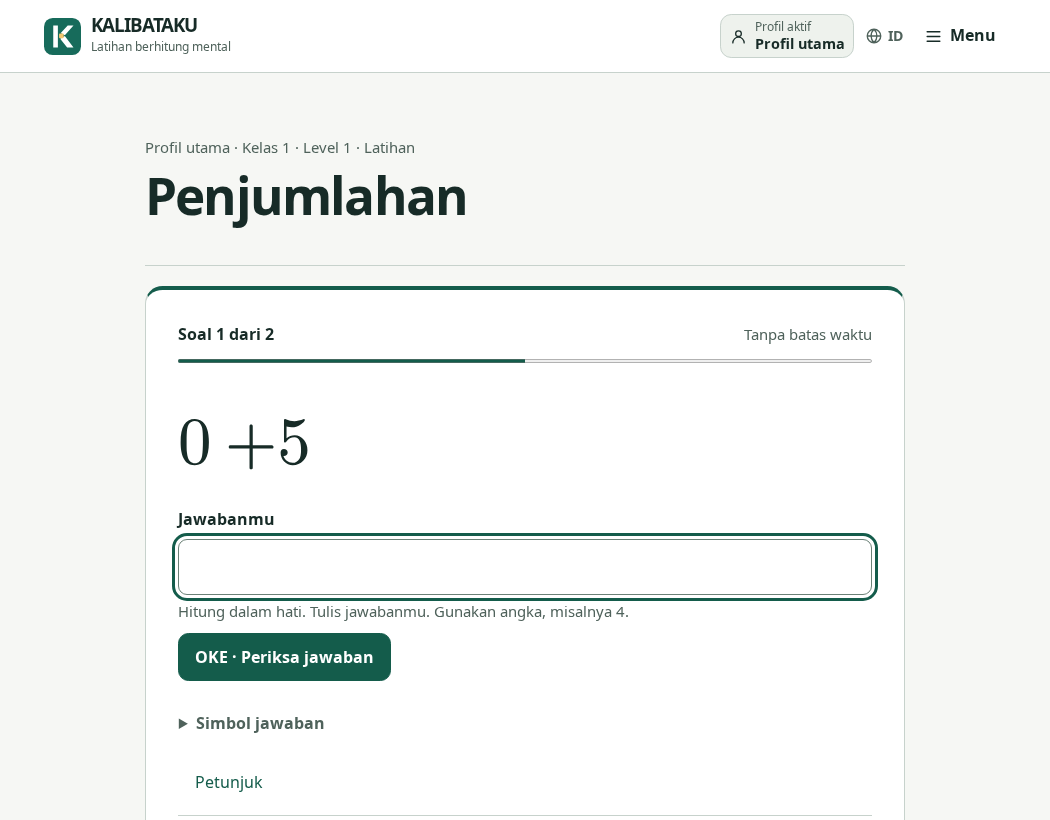 KALIBATAKU
Latihan berhitung mental
Profil aktif
Profil utama
ID
Menu
Profil utama · Kelas 1 · Level 1 · Latihan
Penjumlahan
Soal 1 dari 2
Tanpa batas waktu
0 +5
Jawabanmu
Hitung dalam hati. Tulis jawabanmu. Gunakan angka, misalnya 4.
OKE · Periksa jawaban
Simbol jawaban
Petunjuk